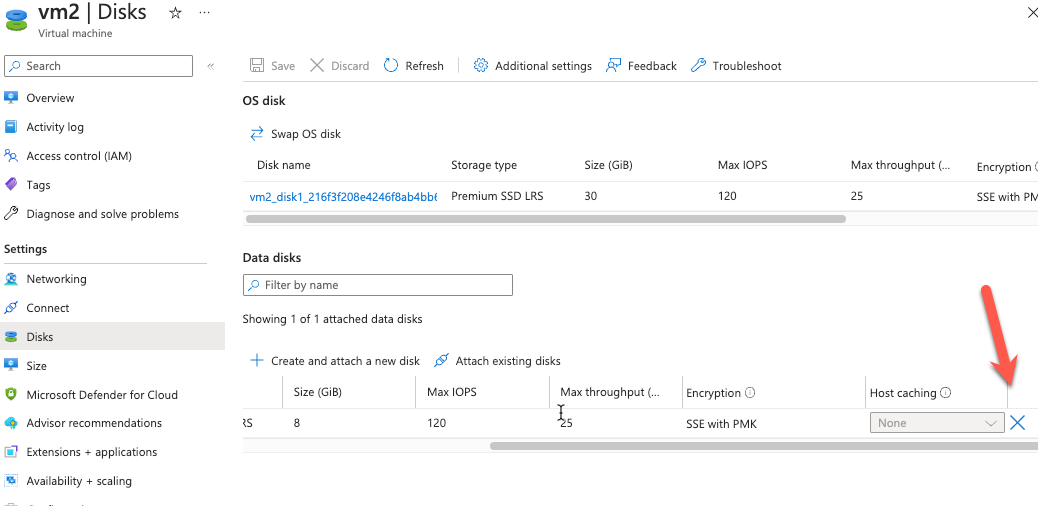 vm2 | Disks
Virtual machine
Search
Save Discard Refresh Additional settings Feedback Troubleshoot
Overview
Activity log
Access control (IAM)
Tags
Diagnose and solve problems
Settings
Networking
Connect
Disks
Size
Microsoft Defender for Cloud
Advisor recommendations
Extensions + applications
Availability + scaling
OS disk
Swap OS disk
Disk name Storage type Size (GiB) Max IOPS Max throughput (... Encryption
vm2_disk1_216f3f208e4246f8ab4bb6 Premium SSD LRS 30 120 25 SSE with PM
Data disks
Filter by name
Showing 1 of 1 attached data disks
Create and attach a new disk Attach existing disks
Size (GiB) Max IOPS Max throughput (... Encryption Host caching
RS 8 120 25 SSE with PMK None